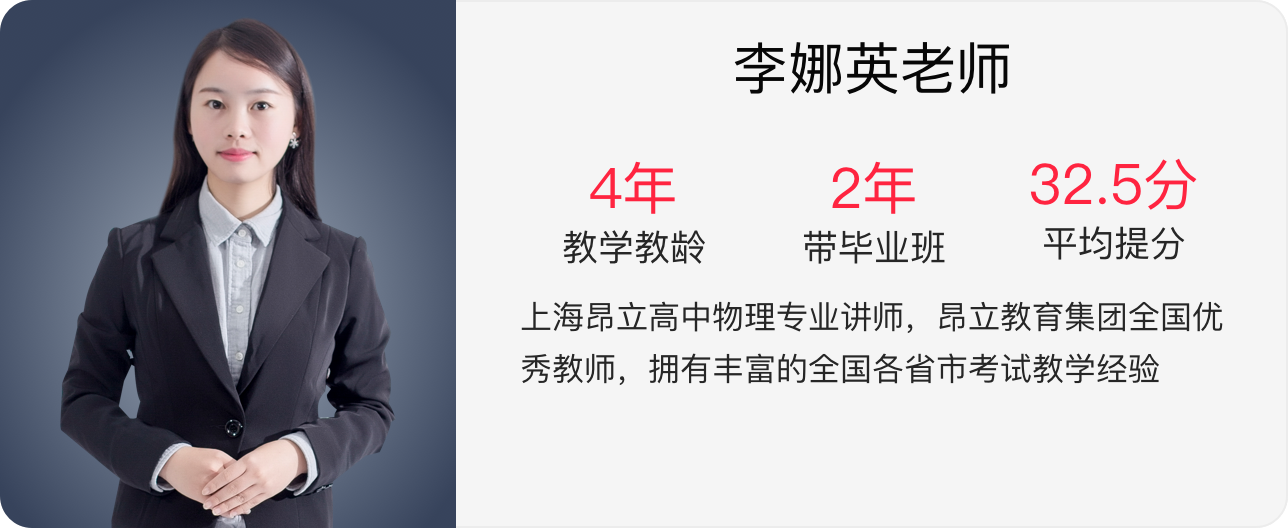 李娜英老师
4年
2年
32.5分
教学教龄
带毕业班
平均提分
上海昂立高中物理专业讲师，昂立教育集团全国优
秀教师，拥有丰富的全国各省市考试教学经验